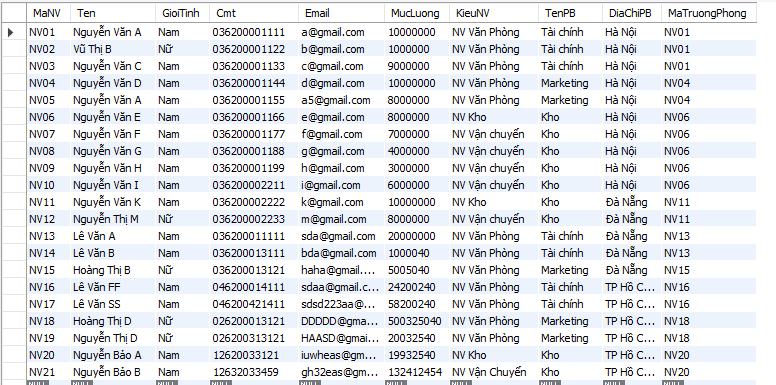 MaNV Ten GioiTinh Cmt Email MucLuong KieuNV TenPB DiaChiPB MaTruongPhong
NV01 Nguyễn Văn A Nam 036200001111 a@gmail.com 10000000 NV Văn Phòng Tài chính Hà Nội NV01
NV02 Vũ Thị B Nữ 036200001122 b@gmail.com 10000000 NV Văn Phòng Tài chính Hà Nội NV01
NV03 Nguyễn Văn C Nam 036200001133 c@gmail.com 9000000 NV Văn Phòng Tài chính Hà Nội NV01
NV04 Nguyễn Văn D Nam 036200001144 d@gmail.com 10000000 NV Văn Phòng Marketing Hà Nội NV04
NV05 Nguyễn Văn A Nam 036200001155 a5@gmail.com 8000000 NV Văn Phòng Marketing Hà Nội NV04
NV06 Nguyễn Văn E Nam 036200001166 e@gmail.com 8000000 NV Kho Kho Hà Nội NV06
NV07 Nguyễn Văn F Nam 036200001177 f@gmail.com 7000000 NV Vận chuyển Kho Hà Nội NV06
NV08 Nguyễn Văn G Nam 036200001188 g@gmail.com 4000000 NV Vận chuyển Kho Hà Nội NV06
NV09 Nguyễn Văn H Nam 036200001199 h@gmail.com 3000000 NV Vận chuyển Kho Hà Nội NV06
NV10 Nguyễn Văn I Nam 036200002211 i@gmail.com 6000000 NV Vận chuyển Kho Hà Nội NV06
NV11 Nguyễn Văn K Nam 036200002222 k@gmail.com 10000000 NV Kho Kho Đà Nẵng NV11
NV12 Nguyễn Thị M Nữ 036200002233 m@gmail.com 8000000 NV Vận chuyển Kho Đà Nẵng NV11
NV13 Lê Văn A Nam 036200011111 sda@gmail.com 20000000 NV Văn Phòng Tài chính Đà Nẵng NV13
NV14 Lê Văn B Nam 036200013111 bda@gmail.com 1000040 NV Văn Phòng Tài chính Đà Nẵng NV13
NV15 Hoàng Thị B Nữ 036200013121 haha@gmail.... 5005040 NV Văn Phòng Marketing Đà Nẵng NV15
NV16 Lê Văn FF Nam 046200014111 sdaa@gmail.c... 24200240 NV Văn Phòng Tài chính TP Hồ C... NV16
NV17 Lê Văn SS Nam 046200421411 sdsd223aa@... 58200240 NV Văn Phòng Tài chính TP Hồ C... NV16
NV18 Hoàng Thị D Nữ 026200013121 DDDDD@gma... 500325040 NV Văn Phòng Marketing TP Hồ C... NV18
NV19 Nguyễn Thị D Nữ 026200313121 HAASD@gmai... 20032540 NV Văn Phòng Marketing TP Hồ C... NV18
NV20 Nguyễn Bảo A Nam 12620033121 iuwheas@gm... 19932540 NV Kho Kho TP Hồ C... NV20
NV21 Nguyễn Bảo B Nam 12632033459 gh32eas@gm... 132412454 NV Vận Chuyển Kho TP Hồ C... NV20